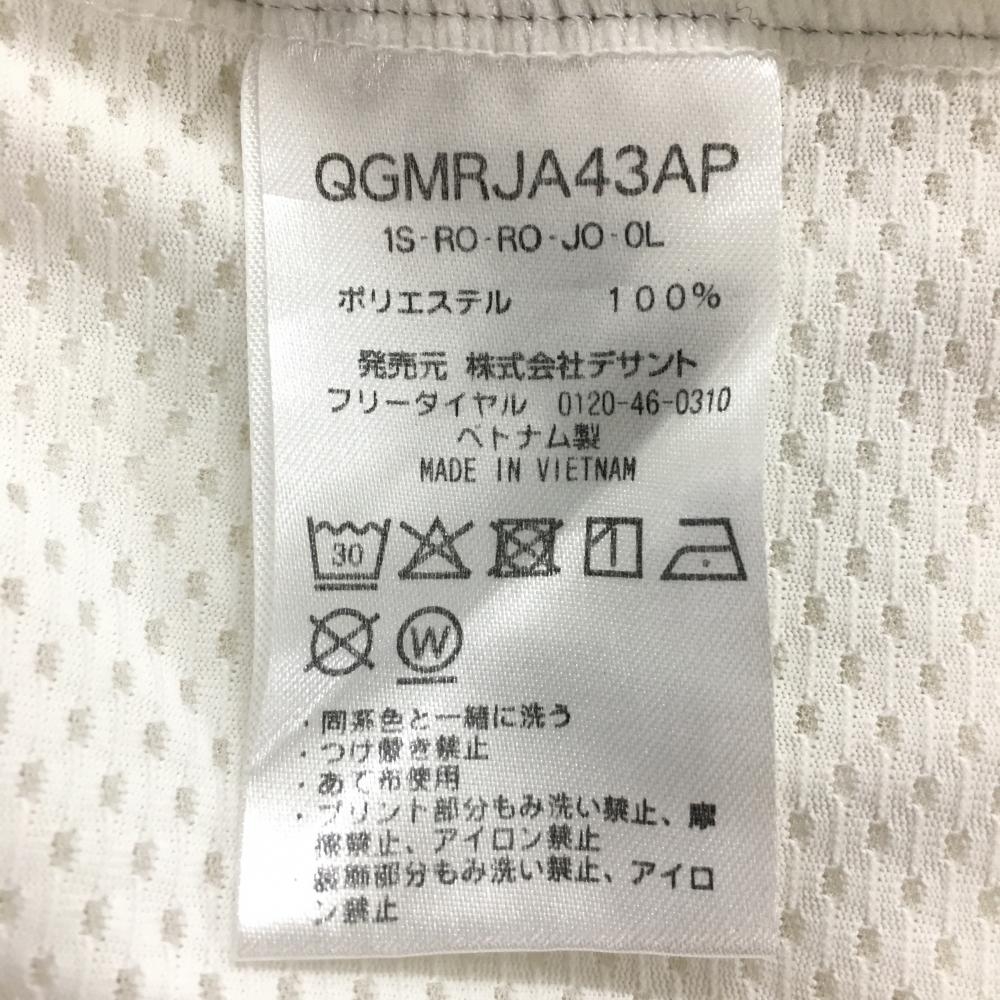 QGMRJA43AP
1S-RO-RO-JO-OL
ポリエステル 100%
発売元 株式会社デサント
フリーダイヤル 0120-46-0310
ベトナム製
MADE IN VIETNAM
30
W
・同系色と一緒に洗う
・つけ置き禁止
・あて布使用
・プリント部分もみ洗い禁止、摩
擦禁止、アイロン禁止
装飾部分もみ洗い禁止、アイロ
ン禁止